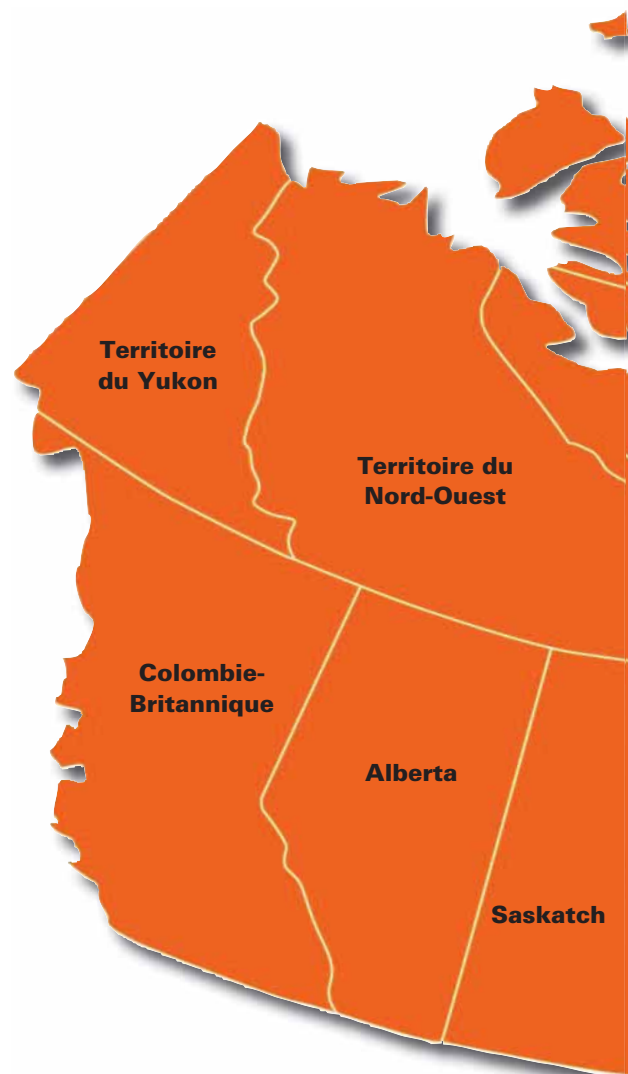 Territoire
du Yukon
Territoire du
Nord-Ouest
Colombie-
Britannique
Alberta
Saskatch